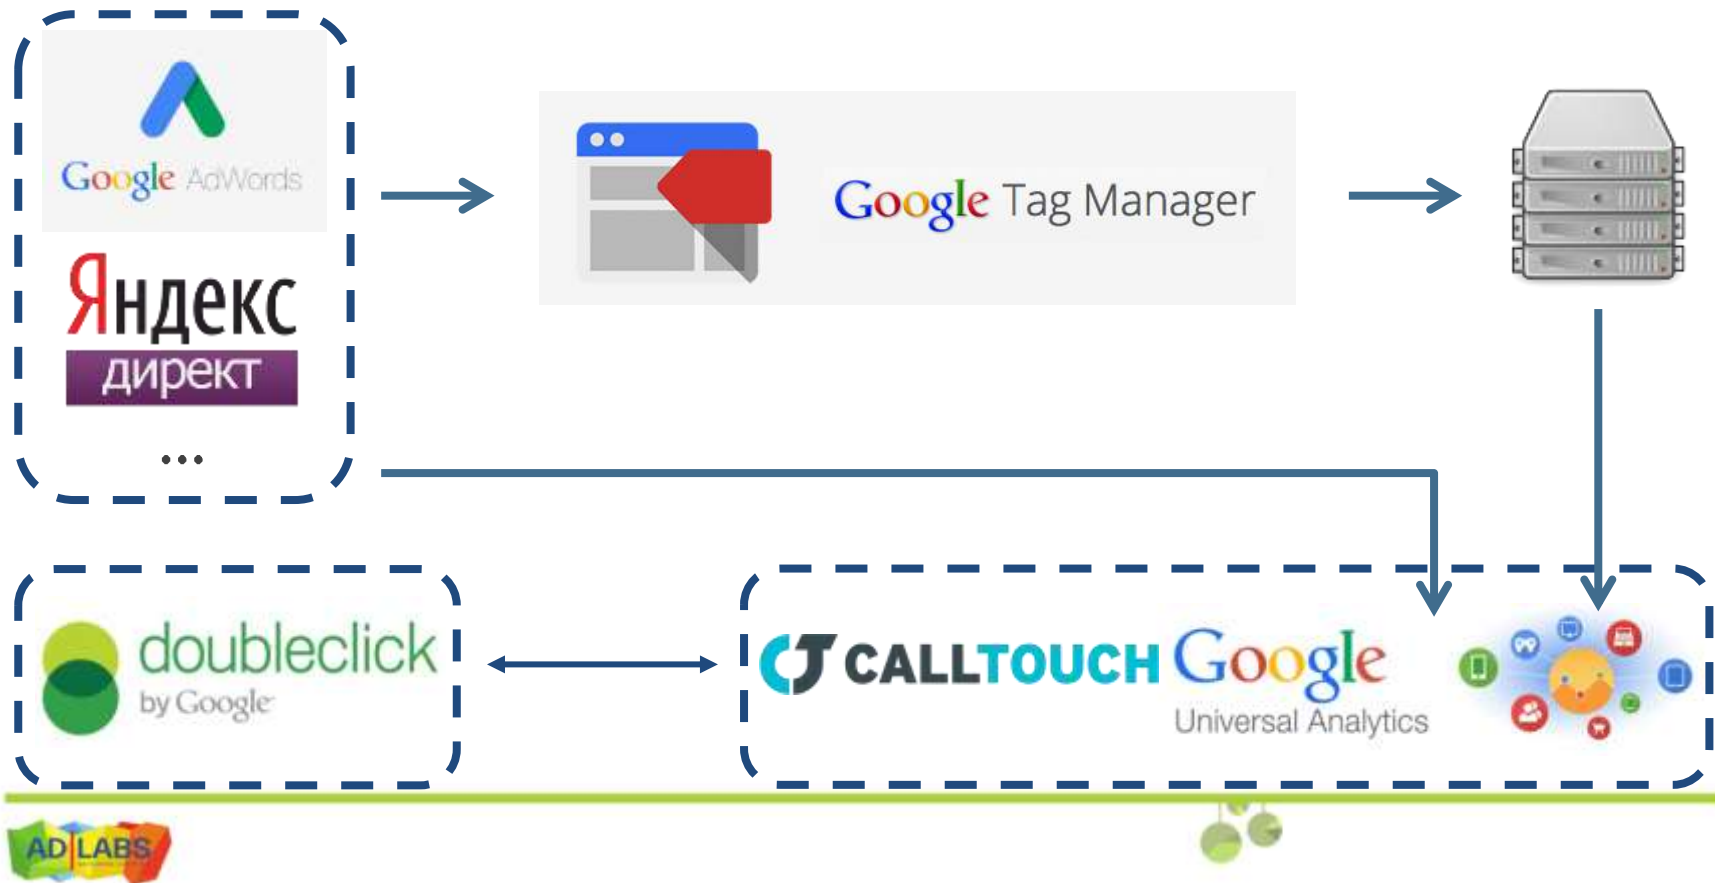 Google AdWords
Яндекс
директ
...
Google Tag Manager
doubleclick
by Google
CALLTOUCH
Google
Universal Analytics
AD LABS